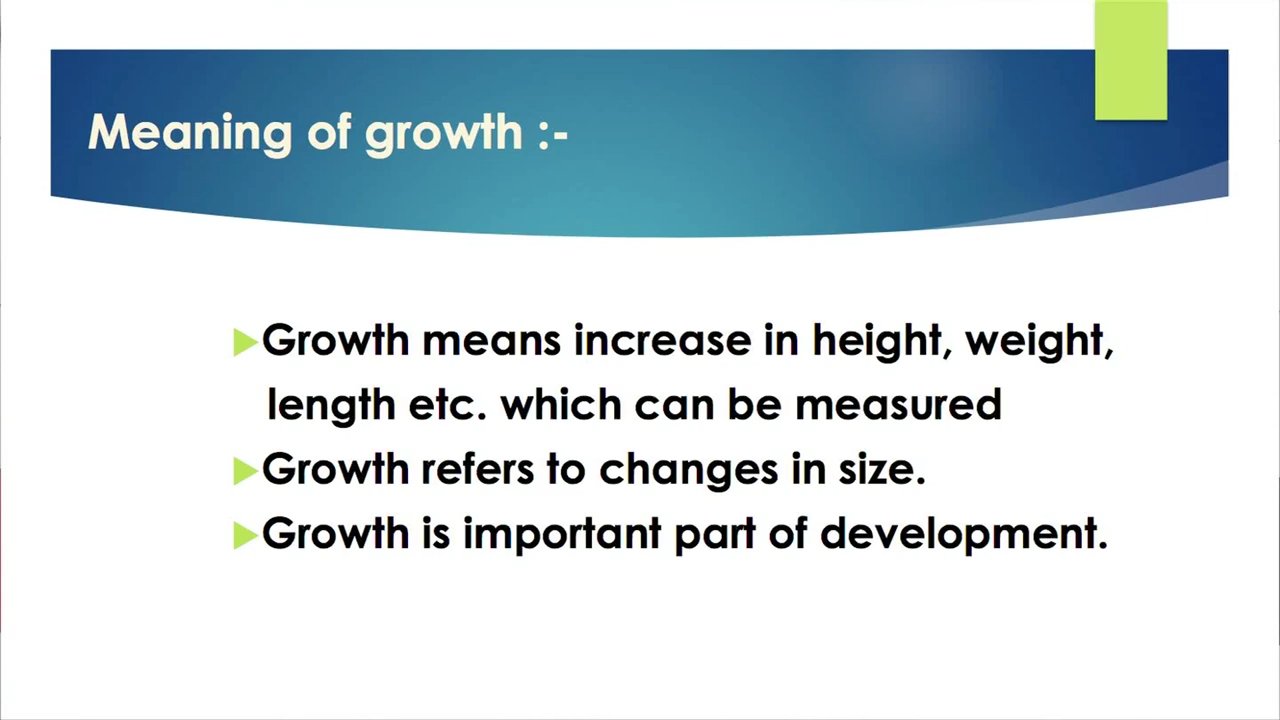 Meaning of growth :-
Growth means increase in height, weight,
length etc. which can be measured
Growth refers to changes in size.
Growth is important part of development.